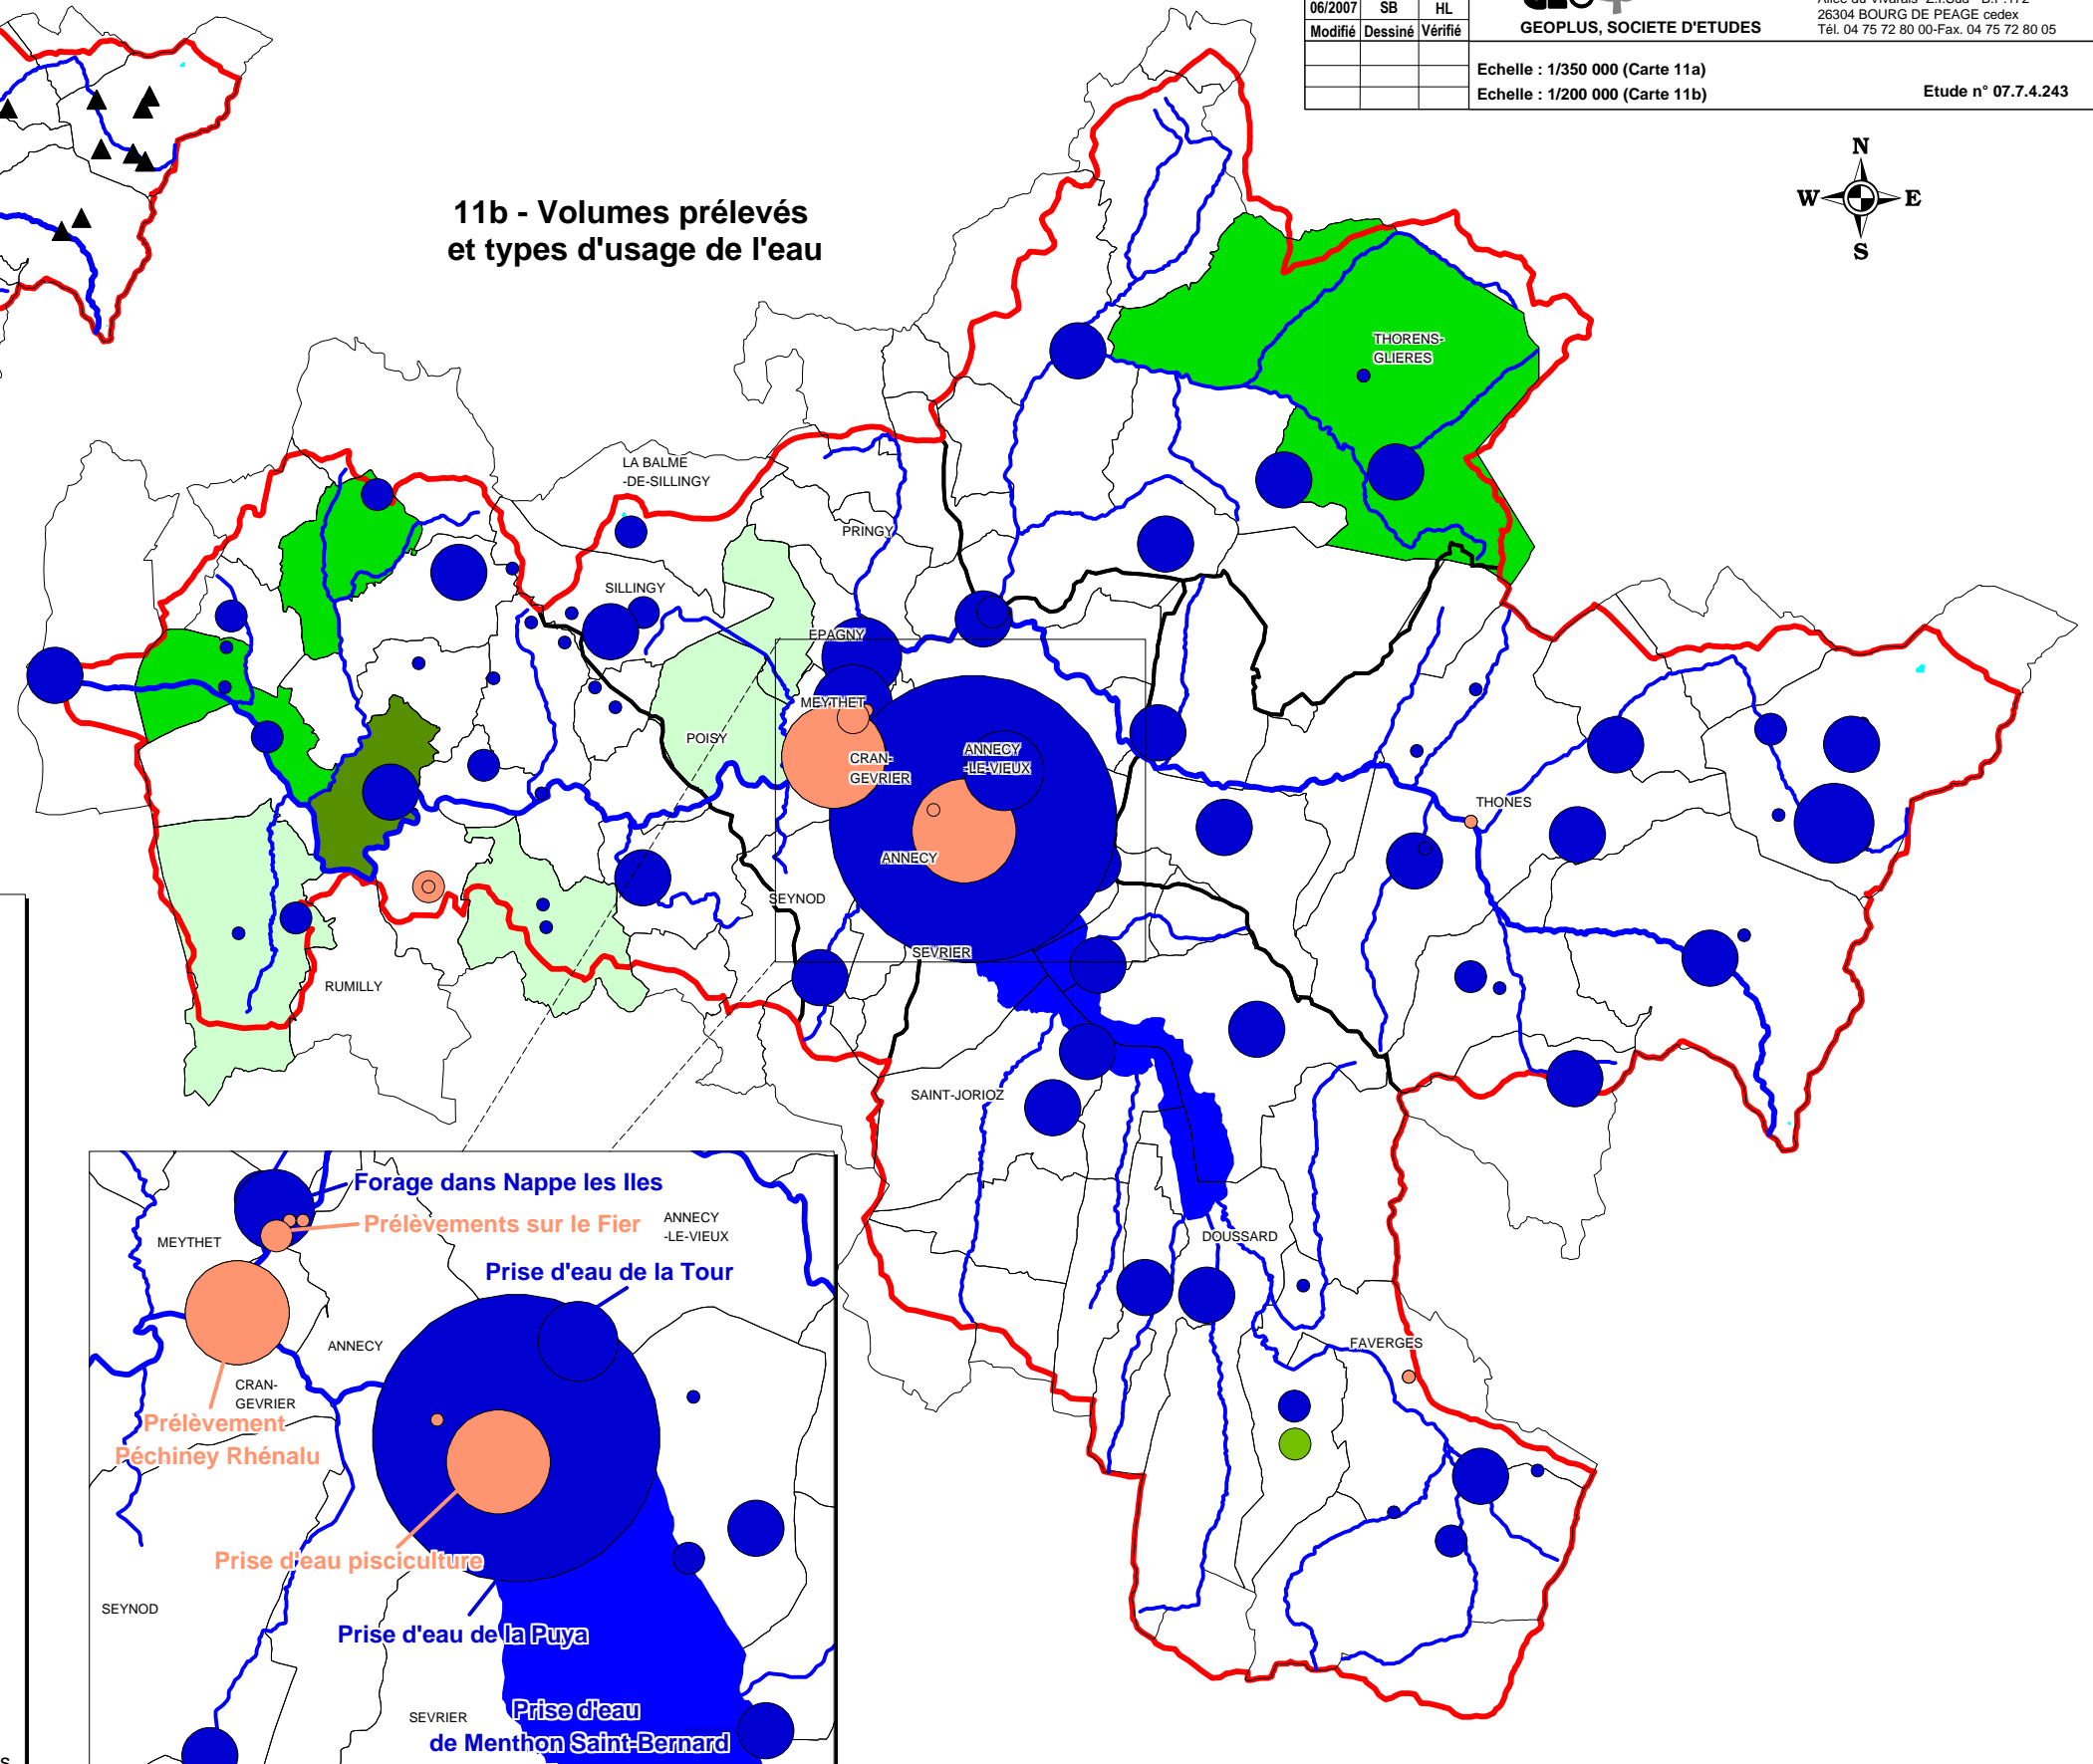 06/2007 SB HL
Modifié Dessiné Vérifié
GEOPLUS, SOCIETE D'ETUDES
26304 BOURG DE PEAGE cedex
Tél. 04 75 72 80 00-Fax. 04 75 72 80 05
Echelle : 1/350 000 (Carte 11a)
Echelle : 1/200 000 (Carte 11b)
Etude n° 07.7.4.243
N
W E
S
11b - Volumes prélevés
et types d'usage de l'eau
THORENS-
GLIERES
LA BALME
-DE-SILLINGY
PRINGY
SILLINGY
EPAGNY
MEYTHET
POISY
CRAN-
GEVRIER
ANNECY
-LE-VIEUX
THONES
ANNECY
SEYNOD
SEVRIER
RUMILLY
SAINT-JORIOZ
DOUSSARD
FAVERGES
Forage dans Nappe les Iles
Prélèvements sur le Fier
ANNECY
-LE-VIEUX
MEYTHET
Prise d'eau de la Tour
ANNECY
CRAN-
GEVRIER
Prélèvement
Péchiney Rhénalu
Prise d'eau pisciculture
SEYNOD
Prise d'eau de la Puya
SEVRIER
Prise d'eau
de Menthon Saint-Bernard